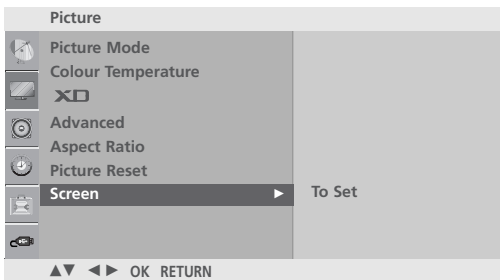 Picture
Picture Mode
Colour Temperature
XD
Advanced
Aspect Ratio
Picture Reset
Screen ► To Set
▲▼ ◄► OK RETURN